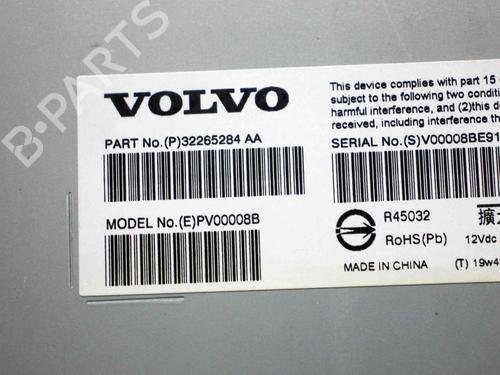 B-PARTS
VOLVO
PART No.(P)32265284 AA
MODEL No.(E)PV00008B
This device complies with part 15
subject to the following two condit
harmful interference, and (2)this d
received, including interference th
SERIAL No.(S)V00008BE91
R45032
RoHS(Pb)
12Vdc
MADE IN CHINA
(T) 19w4